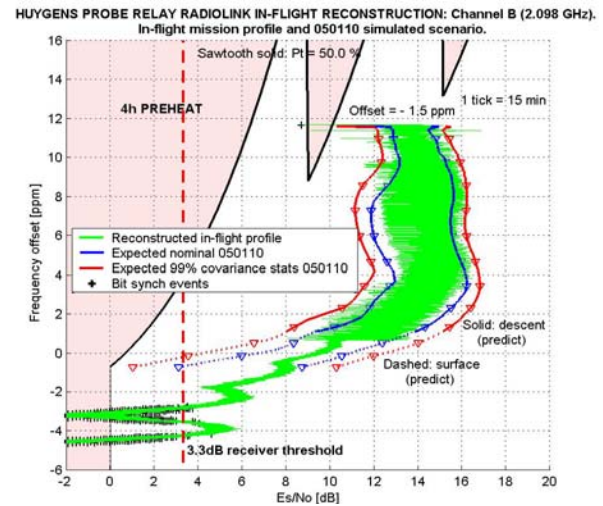 HUYGENS PROBE RELAY RADIOLINK IN-FLIGHT RECONSTRUCTION: Channel B (2.098 GHz).
In-flight mission profile and 050110 simulated scenario.
16
14
12
10
8
6
4
2
0
-2
-4
-6
Frequency offset [ppm]
Sawtooth solid: Pt = 50.0 %
4h PREHEAT
Offset = - 1.5 ppm
1 tick = 15 min
Reconstructed in-flight profile
Expected nominal 050110
Expected 99% covariance stats 050110
Bit synch events
Solid: descent
(predict)
Dashed: surface
(predict)
3.3dB receiver threshold
-2 0 2 4 6 8 10 12 14 16 18 20
Es/No [dB]